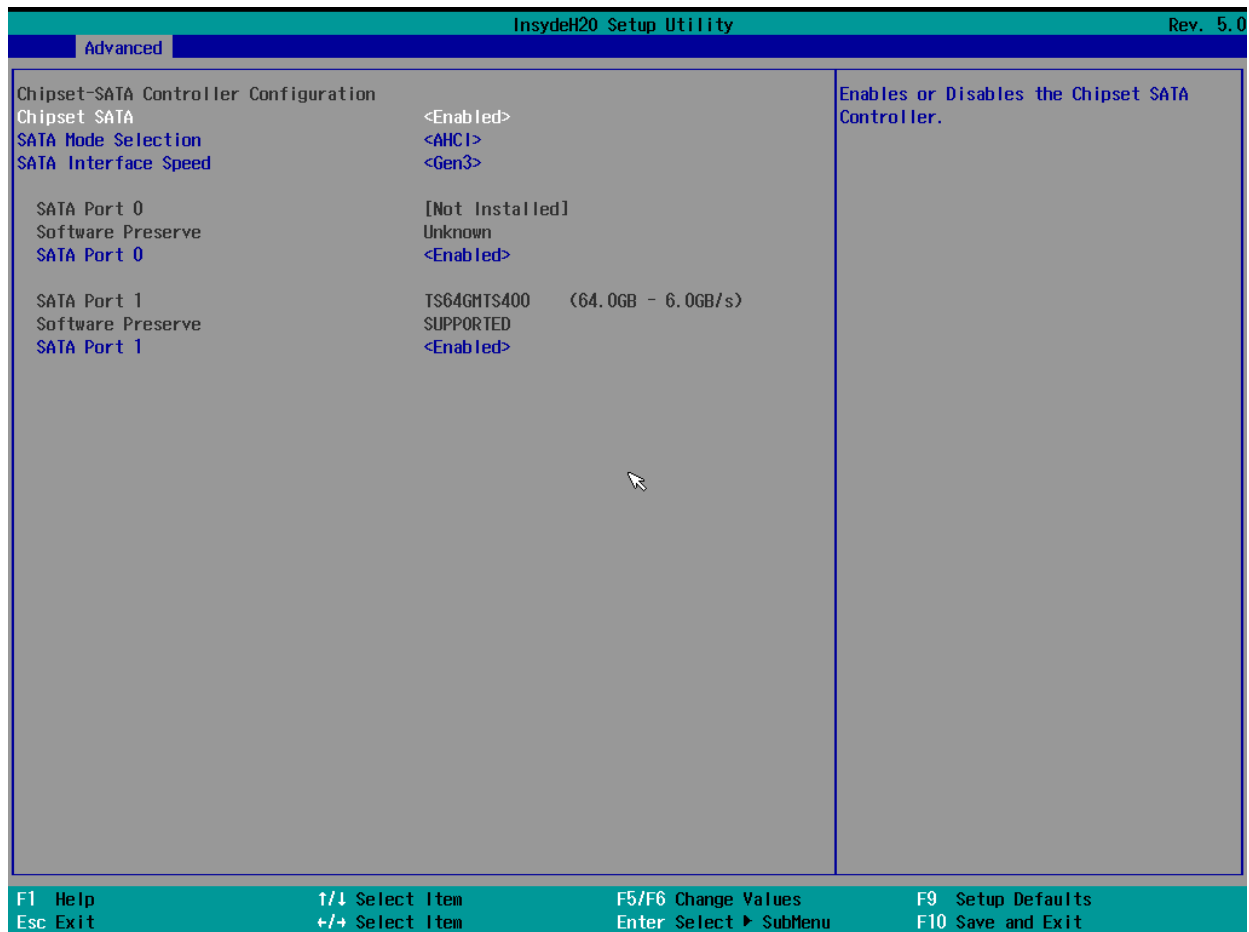 InsydeH20 Setup Utility Rev. 5.0
Advanced
Chipset-SATA Controller Configuration
Chipset SATA <Enabled>
SATA Mode Selection <AHCI>
SATA Interface Speed <Gen3>
SATA Port 0 [Not Installed]
Software Preserve Unknown
SATA Port 0 <Enabled>
SATA Port 1 TS64GMTS400 (64.0GB - 6.0GB/s)
Software Preserve SUPPORTED
SATA Port 1 <Enabled>
Enables or Disables the Chipset SATA
Controller.
F1 Help ↑/↓ Select Item F5/F6 Change Values F9 Setup Defaults
Esc Exit ←/→ Select Item Enter Select ▶ SubMenu F10 Save and Exit